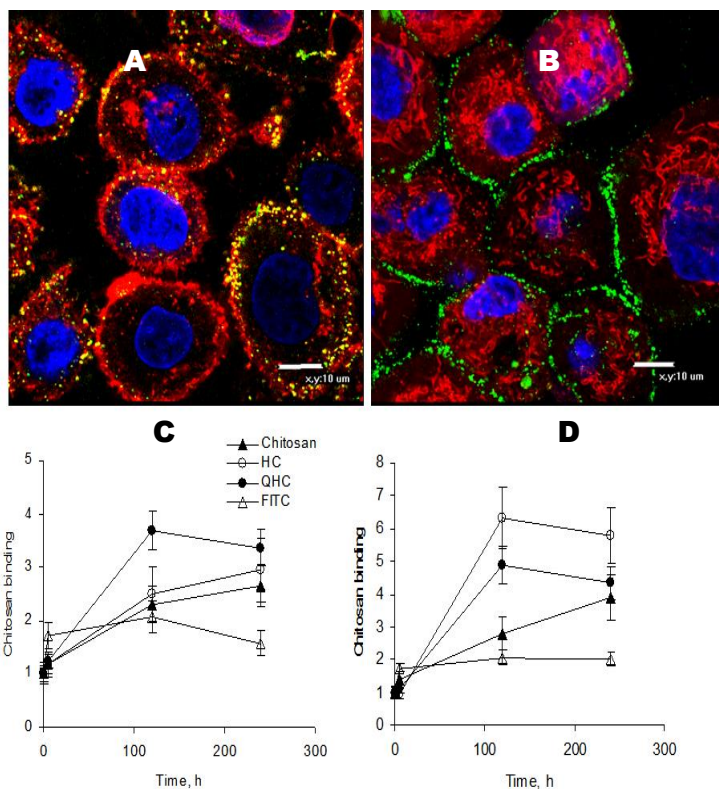 A
B
x,y:10 um
x,y:10 um
C
D
Chitosan
HC
QHC
FITC
Chitosan binding
5
4
3
2
1
0
0
100
200
300
Time, h
Chitosan binding
8
7
6
5
4
3
2
1
0
0
100
200
300
Time, h